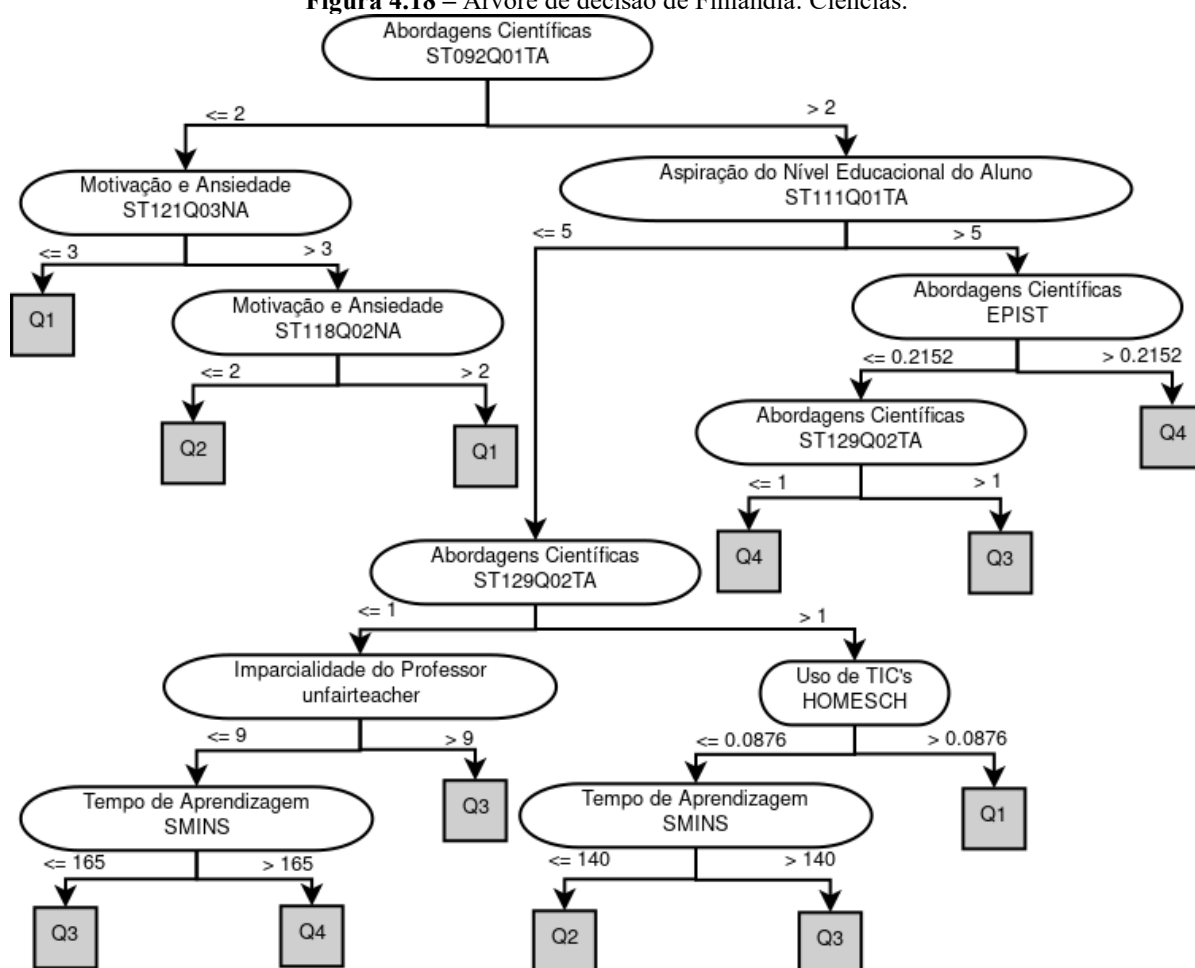 Figura 4.18 – Árvore de decisão de Finlândia: Ciências.
Abordagens Científicas
ST092Q01TA
<= 2
> 2
Motivação e Ansiedade
ST121Q03NA
Aspiração do Nível Educacional do Aluno
ST111Q01TA
<= 3
> 3
<= 5
> 5
Q1
Motivação e Ansiedade
ST118Q02NA
Abordagens Científicas
EPIST
<= 2
> 2
<= 0.2152
> 0.2152
Q2
Q1
Abordagens Científicas
ST129Q02TA
Q4
<= 1
> 1
Q4
Q3
Abordagens Científicas
ST129Q02TA
<= 1
> 1
Imparcialidade do Professor
unfairteacher
Uso de TIC's
HOMESCH
<= 9
> 9
<= 0.0876
> 0.0876
Tempo de Aprendizagem
SMINS
Q3
Tempo de Aprendizagem
SMINS
Q1
<= 165
> 165
<= 140
> 140
Q3
Q4
Q2
Q3